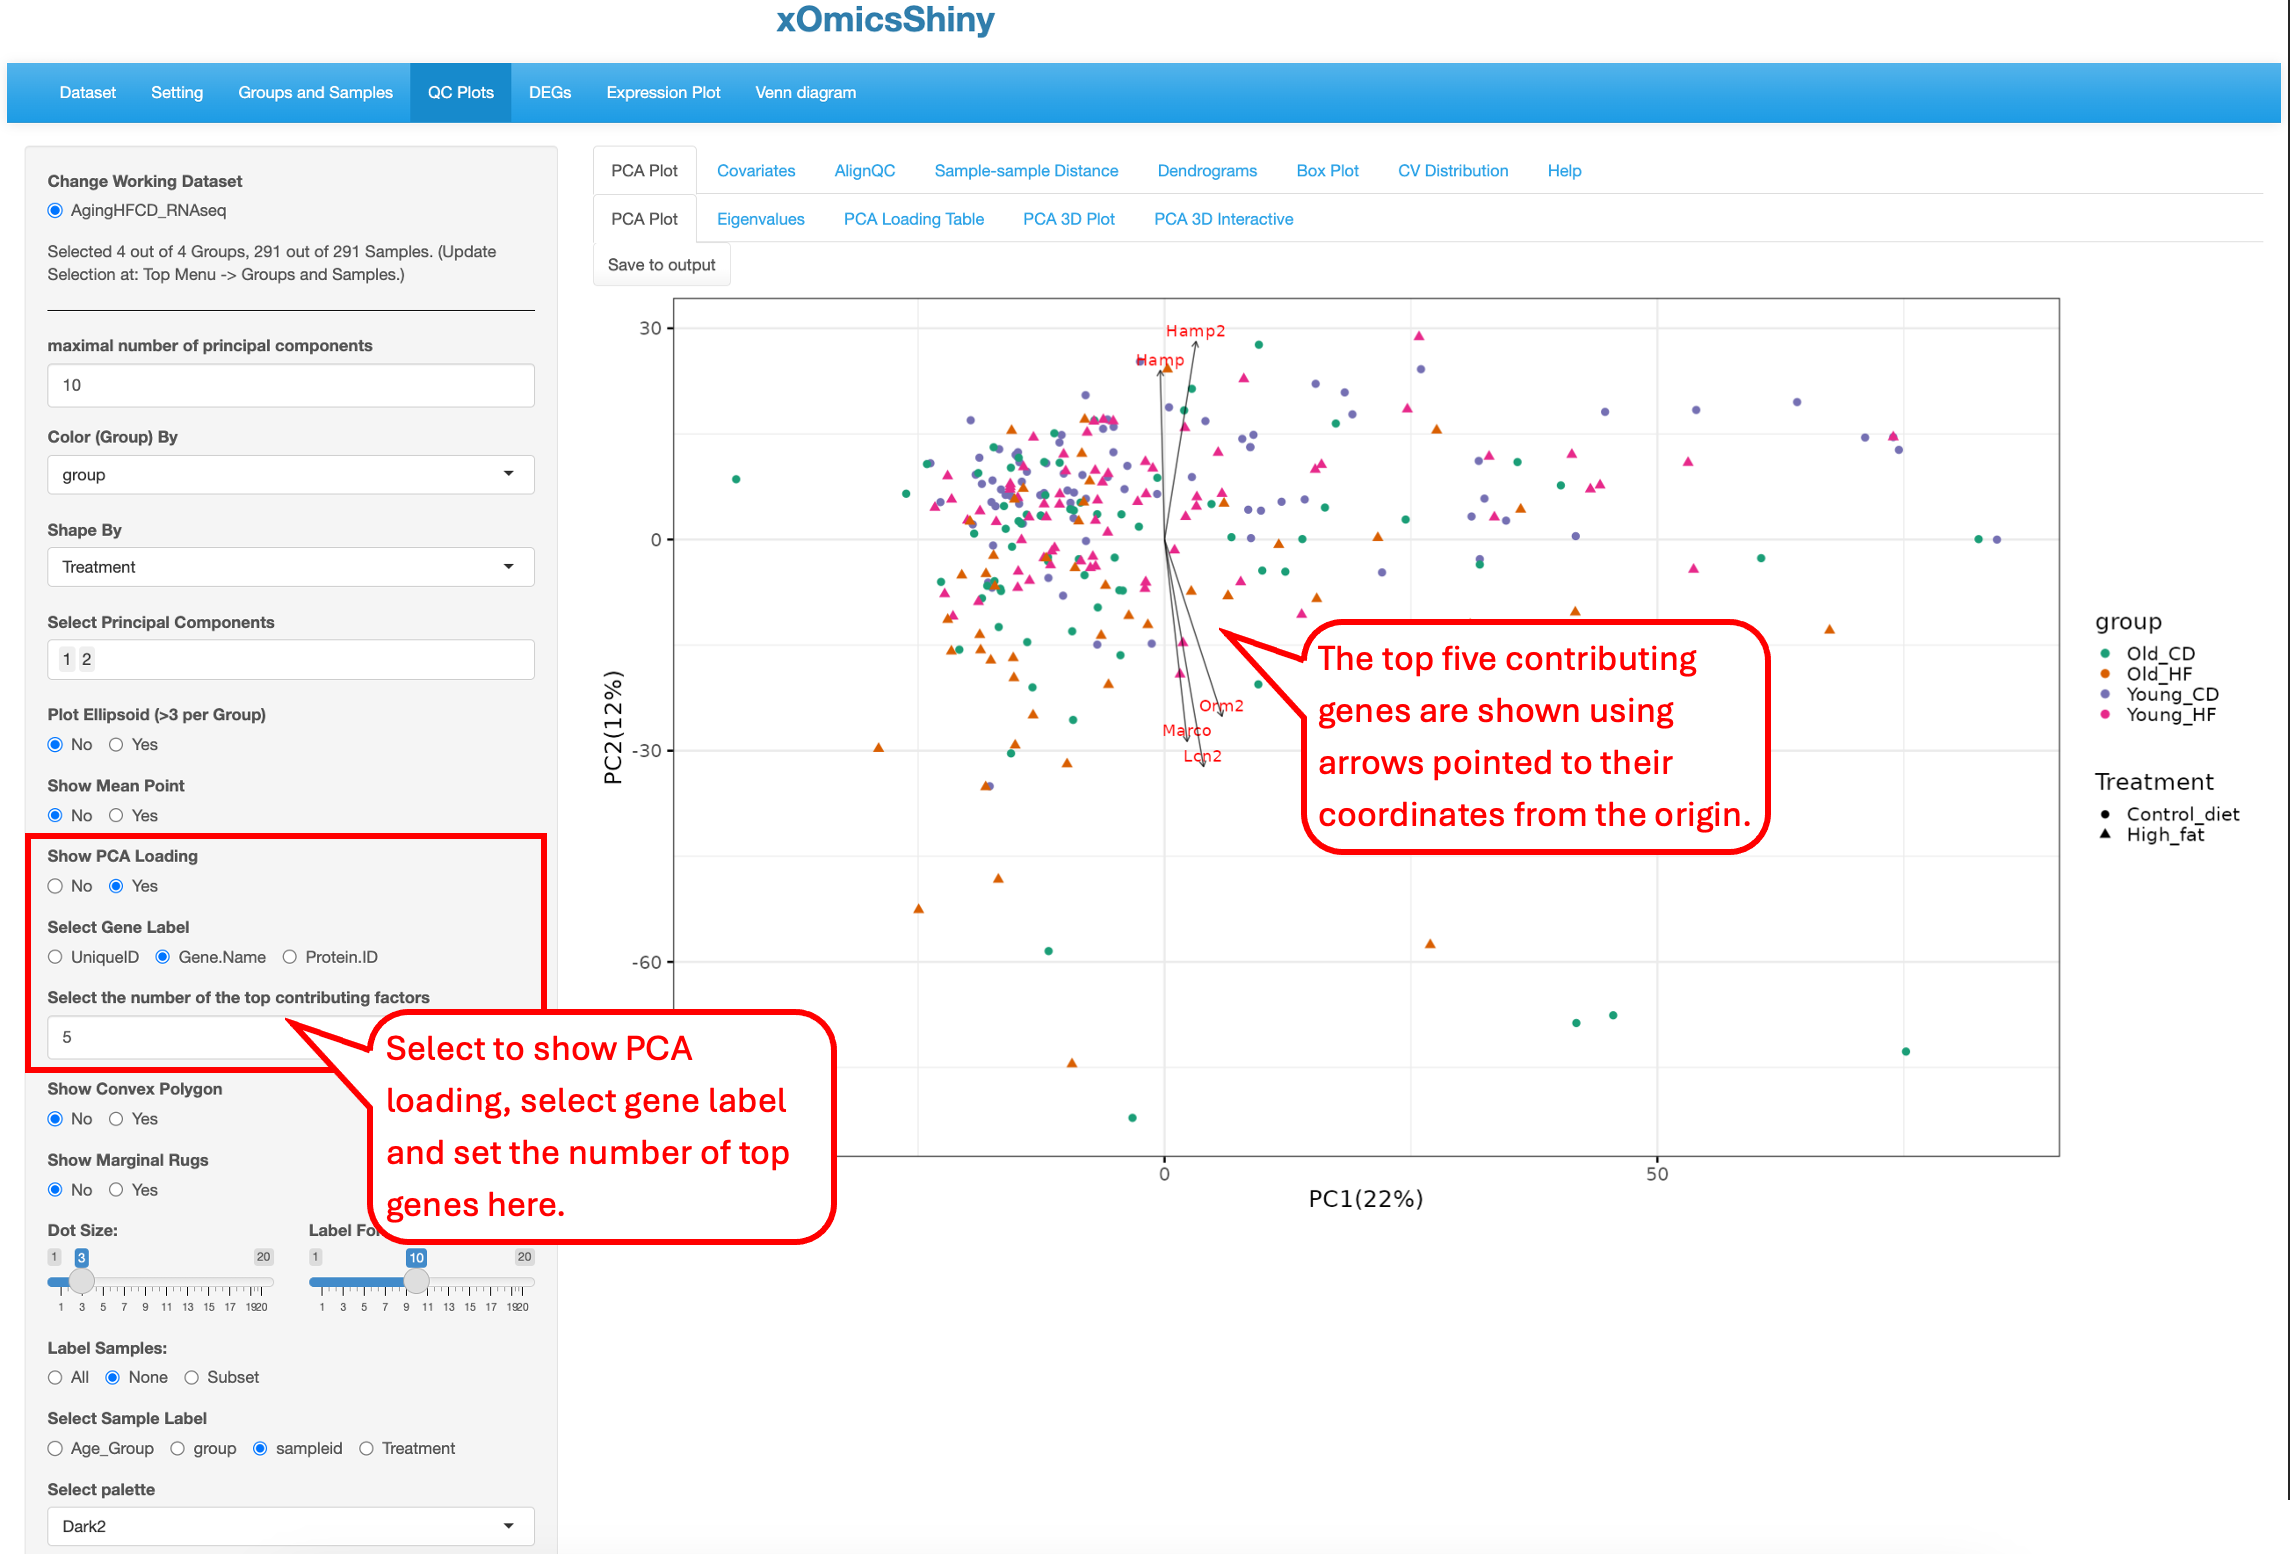 xOmicsShiny
Dataset Setting Groups and Samples QC Plots DEGs Expression Plot Venn diagram
Change Working Dataset
AgingHFCD_RNAseq
Selected 4 out of 4 Groups, 291 out of 291 Samples. (Update
Selection at: Top Menu -> Groups and Samples.)
maximal number of principal components
10
Color (Group) By
group
Shape By
Treatment
Select Principal Components
1 2
Plot Ellipsoid (>3 per Group)
No Yes
Show Mean Point
No Yes
Show PCA Loading
No Yes
Select Gene Label
UniqueID Gene.Name Protein.ID
Select the number of the top contributing factors
5
Show Convex Polygon
No Yes
Show Marginal Rugs
No Yes
Dot Size:
1 3 20
1 3 5 7 9 11 13 15 17 1920
Label Fo
1 10 20
1 3 5 7 9 11 13 15 17 1920
Label Samples:
All None Subset
Select Sample Label
Age_Group group sampleid Treatment
Select palette
Dark2
Select to show PCA
loading, select gene label
and set the number of top
genes here.
PCA Plot Covariates AlignQC Sample-sample Distance Dendrograms Box Plot CV Distribution Help
PCA Plot Eigenvalues PCA Loading Table PCA 3D Plot PCA 3D Interactive
Save to output
30
0
-30
-60
PC2(12%)
Hamp2
Hamp
Orm2
Marco
Lcn2
The top five contributing
genes are shown using
arrows pointed to their
coordinates from the origin.
0 50
PC1(22%)
group
Old_CD
Old_HF
Young_CD
Young_HF
Treatment
Control_diet
High_fat